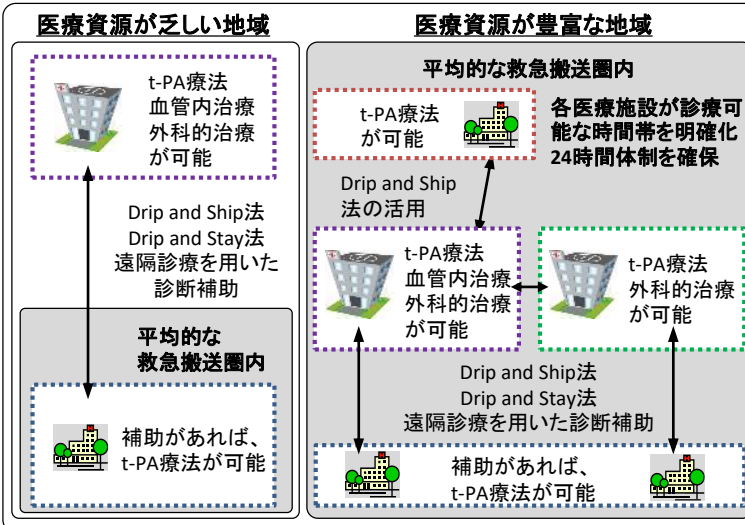 医療資源が乏しい地域
t-PA療法
血管内治療
外科的治療
が可能
Drip and Ship法
Drip and Stay法
遠隔診療を用いた
診断補助
平均的な
救急搬送圏内
補助があれば、
t-PA療法が可能
医療資源が豊富な地域
平均的な救急搬送圏内
t-PA療法
が可能
各医療施設が診療可
能な時間帯を明確化
24時間体制を確保
Drip and Ship
法の活用
t-PA療法
血管内治療
外科的治療
が可能
t-PA療法
外科的治療
が可能
Drip and Ship法
Drip and Stay法
遠隔診療を用いた診断補助
補助があれば、
t-PA療法が可能